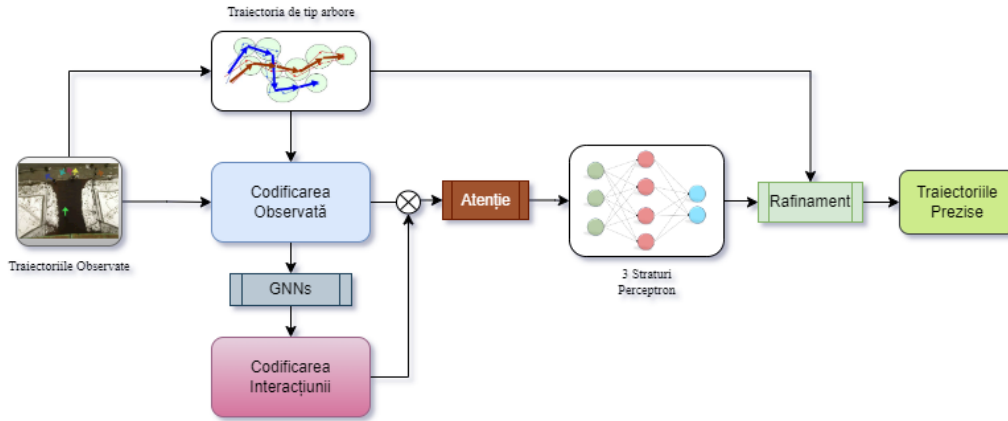 Traiectoria de tip arbore
Traiectoriile Observate
Codificarea
Observată
GNNs
Codificarea
Interacțiunii
Atenție
3 Straturi
Perceptron
Rafinament
Traiectoriile
Prezise